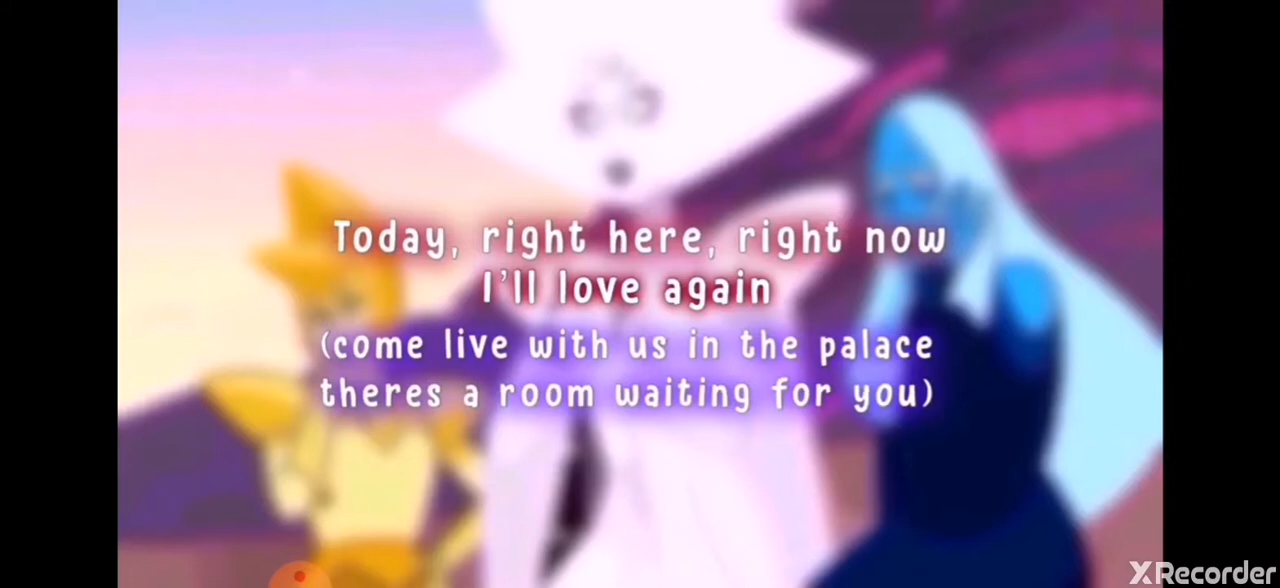 Today, right here, right now
I'll love again
(come live with us in the palace
theres a room waiting for you)
XRecorder